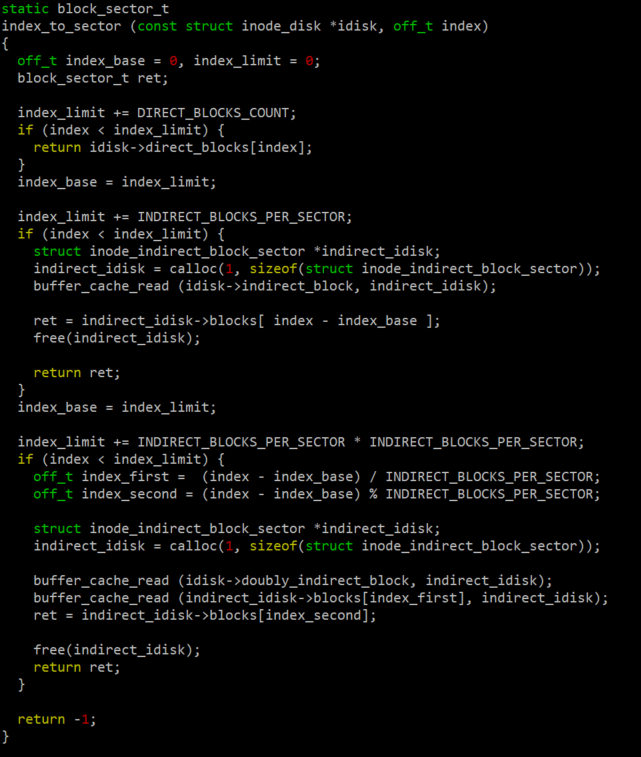 static block_sector_t
index_to_sector (const struct inode_disk *idisk, off_t index)
{
  off_t index_base = 0, index_limit = 0;
  block_sector_t ret;

  index_limit += DIRECT_BLOCKS_COUNT;
  if (index < index_limit) {
    return idisk->direct_blocks[index];
  }
  index_base = index_limit;

  index_limit += INDIRECT_BLOCKS_PER_SECTOR;
  if (index < index_limit) {
    struct inode_indirect_block_sector *indirect_idisk;
    indirect_idisk = calloc(1, sizeof(struct inode_indirect_block_sector));
    buffer_cache_read (idisk->indirect_block, indirect_idisk);

    ret = indirect_idisk->blocks[ index - index_base ];
    free(indirect_idisk);

    return ret;
  }
  index_base = index_limit;

  index_limit += INDIRECT_BLOCKS_PER_SECTOR * INDIRECT_BLOCKS_PER_SECTOR;
  if (index < index_limit) {
    off_t index_first =  (index - index_base) / INDIRECT_BLOCKS_PER_SECTOR;
    off_t index_second = (index - index_base) % INDIRECT_BLOCKS_PER_SECTOR;

    struct inode_indirect_block_sector *indirect_idisk;
    indirect_idisk = calloc(1, sizeof(struct inode_indirect_block_sector));

    buffer_cache_read (idisk->doubly_indirect_block, indirect_idisk);
    buffer_cache_read (indirect_idisk->blocks[index_first], indirect_idisk);
    ret = indirect_idisk->blocks[index_second];

    free(indirect_idisk);
    return ret;
  }

  return -1;
}